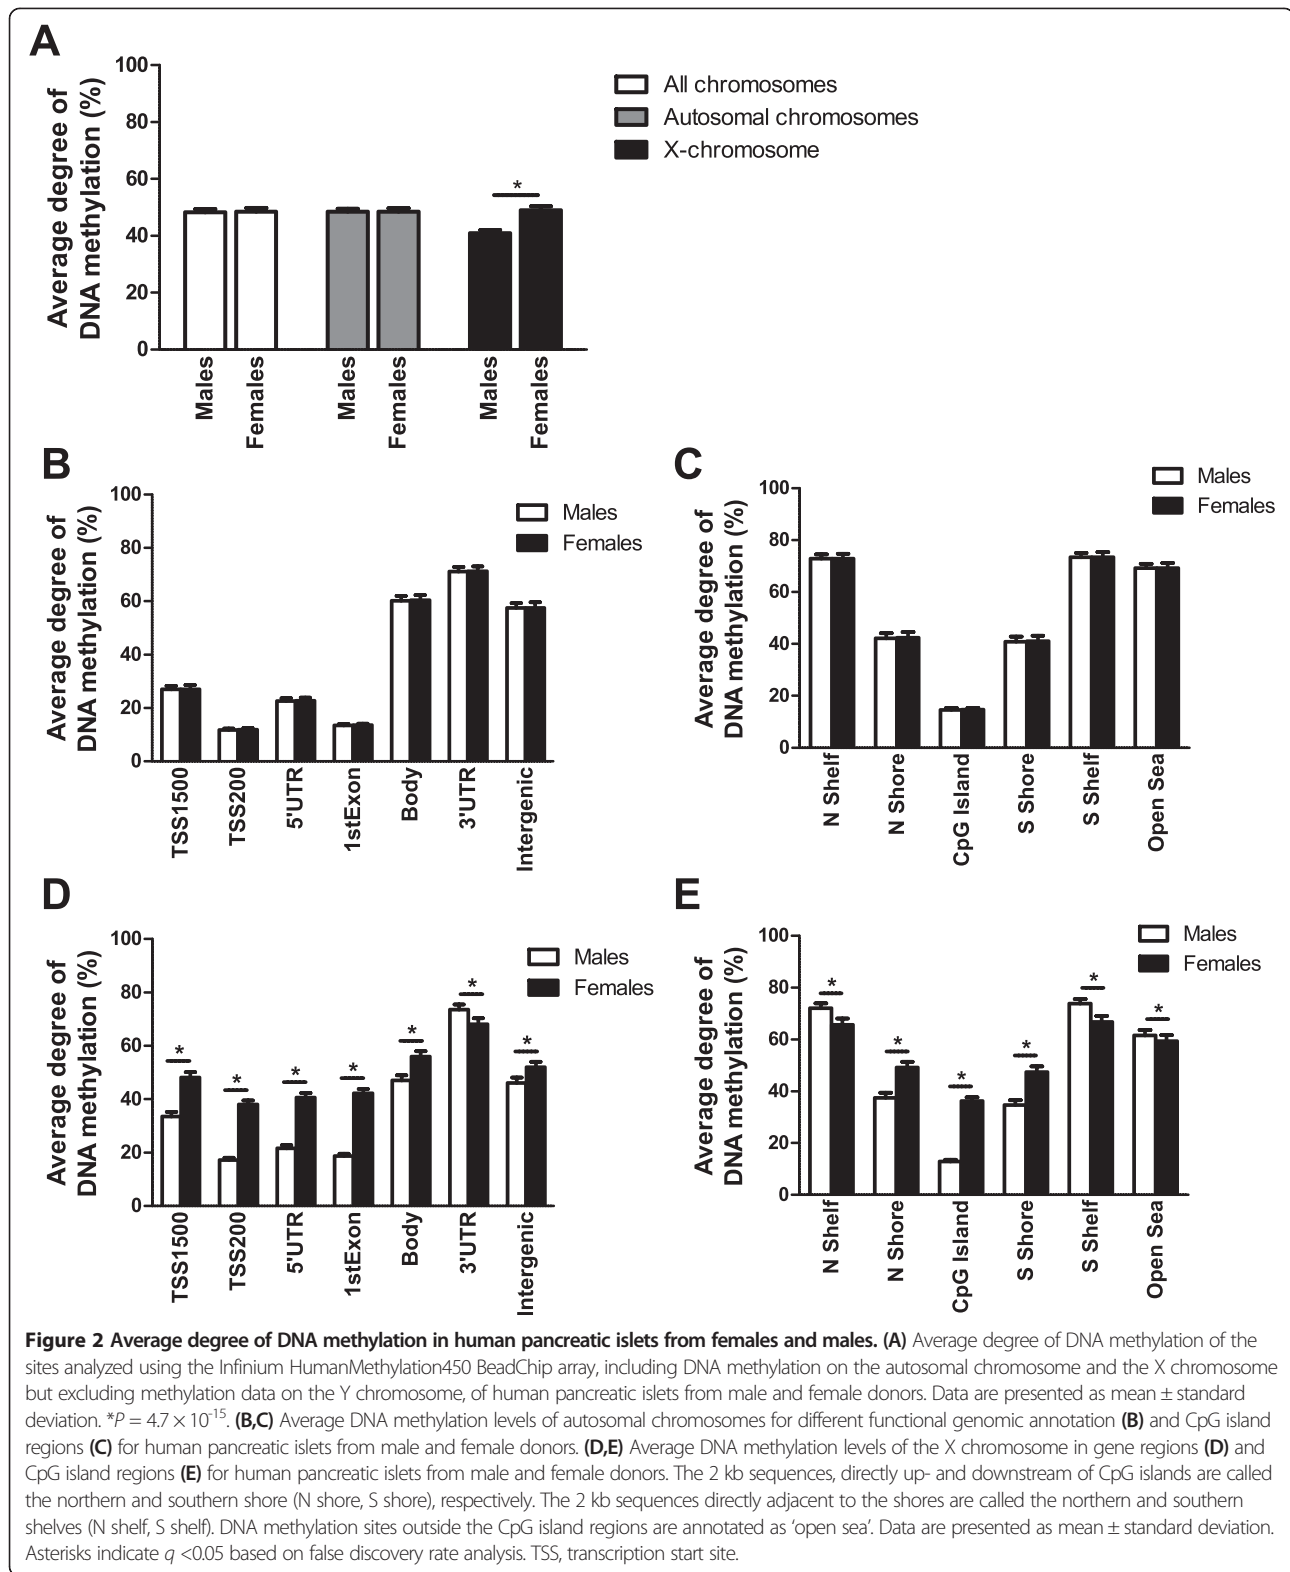 A
Average degree of
DNA methylation (%)
100
80
60
40
20
0
*
All chromosomes
Autosomal chromosomes
X-chromosome
Males
Females
Males
Females
Males
Females
B
Average degree of
DNA methylation (%)
100
80
60
40
20
0
Males
Females
TSS1500
TSS200
5'UTR
1stExon
Body
3'UTR
Intergenic
C
Average degree of
DNA methylation (%)
100
80
60
40
20
0
Males
Females
N Shelf
N Shore
CpG Island
S Shore
S Shelf
Open Sea
D
Average degree of
DNA methylation (%)
100
80
60
40
20
0
Males
Females
* * * * * * *
TSS1500
TSS200
5'UTR
1stExon
Body
3'UTR
Intergenic
E
Average degree of
DNA methylation (%)
100
80
60
40
20
0
Males
Females
* * * * * *
N Shelf
N Shore
CpG Island
S Shore
S Shelf
Open Sea
Figure 2 Average degree of DNA methylation in human pancreatic islets from females and males. (A) Average degree of DNA methylation of the
sites analyzed using the Infinium HumanMethylation450 BeadChip array, including DNA methylation on the autosomal chromosome and the X chromosome
but excluding methylation data on the Y chromosome, of human pancreatic islets from male and female donors. Data are presented as mean ± standard
deviation. *P = 4.7 × 10⁻¹⁵. (B,C) Average DNA methylation levels of autosomal chromosomes for different functional genomic annotation (B) and CpG island
regions (C) for human pancreatic islets from male and female donors. (D,E) Average DNA methylation levels of the X chromosome in gene regions (D) and
CpG island regions (E) for human pancreatic islets from male and female donors. The 2 kb sequences, directly up- and downstream of CpG islands are called
the northern and southern shore (N shore, S shore), respectively. The 2 kb sequences directly adjacent to the shores are called the northern and southern
shelves (N shelf, S shelf). DNA methylation sites outside the CpG island regions are annotated as ‘open sea’. Data are presented as mean ± standard deviation.
Asterisks indicate q <0.05 based on false discovery rate analysis. TSS, transcription start site.